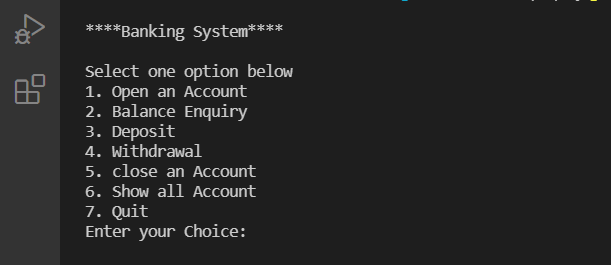 ****Banking System****
Select one option below
1. Open an Account
2. Balance Enquiry
3. Deposit
4. Withdrawal
5. close an Account
6. Show all Account
7. Quit
Enter your Choice: